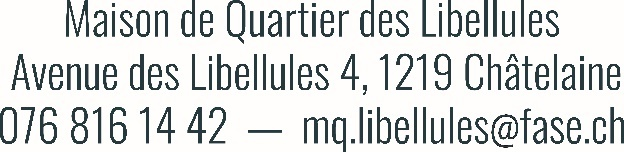 Maison de Quartier des Libellules
Avenue des Libellules 4, 1219 Châtelaine
076 816 14 42 — mq.libellules@fase.ch